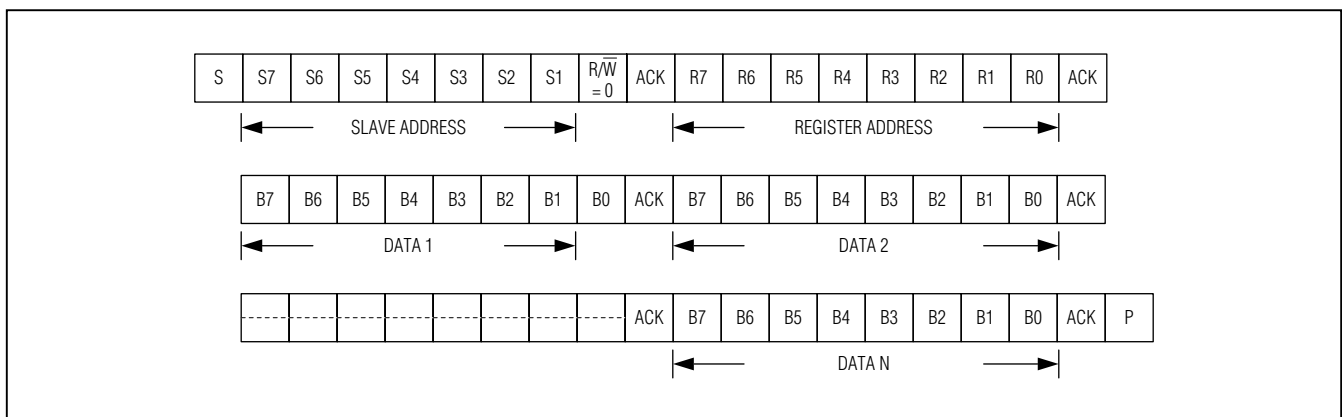 S S7 S6 S5 S4 S3 S2 S1 R/W̅ = 0 ACK R7 R6 R5 R4 R3 R2 R1 R0 ACK
SLAVE ADDRESS REGISTER ADDRESS
B7 B6 B5 B4 B3 B2 B1 B0 ACK B7 B6 B5 B4 B3 B2 B1 B0 ACK
DATA 1 DATA 2
ACK B7 B6 B5 B4 B3 B2 B1 B0 ACK P
DATA N